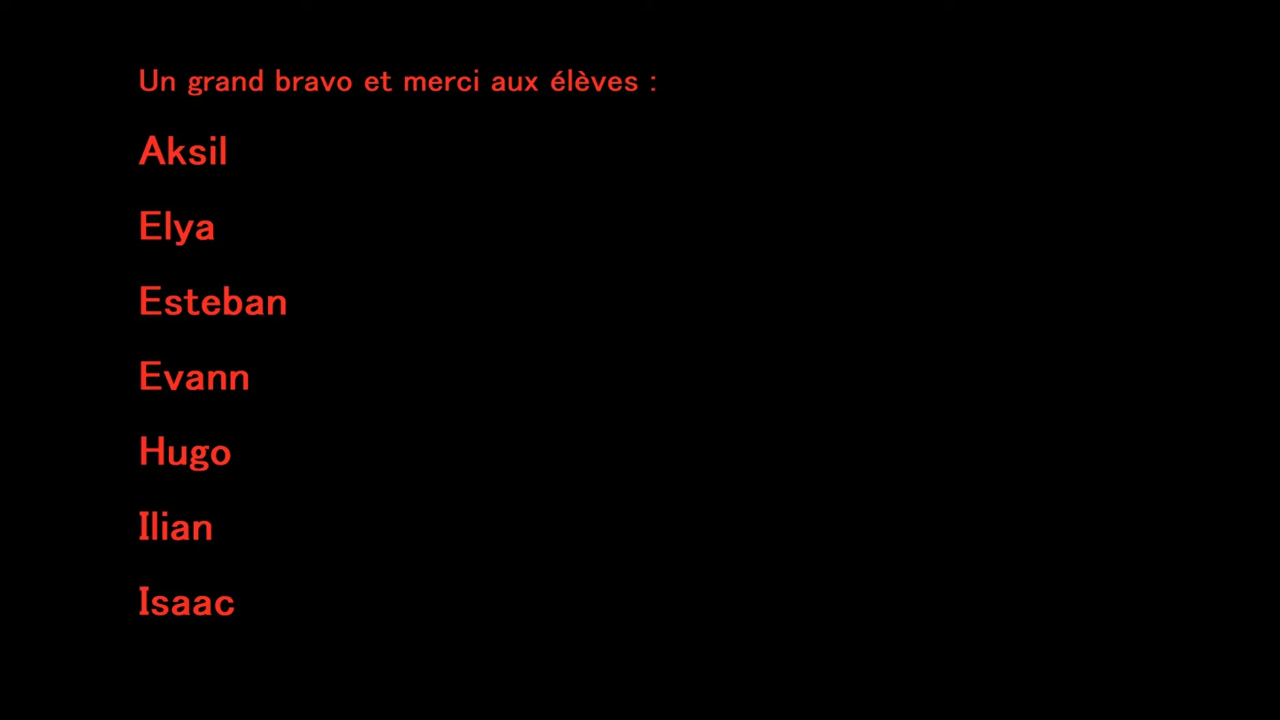 Un grand bravo et merci aux élèves :
Aksil
Elya
Esteban
Evann
Hugo
Ilian
Isaac